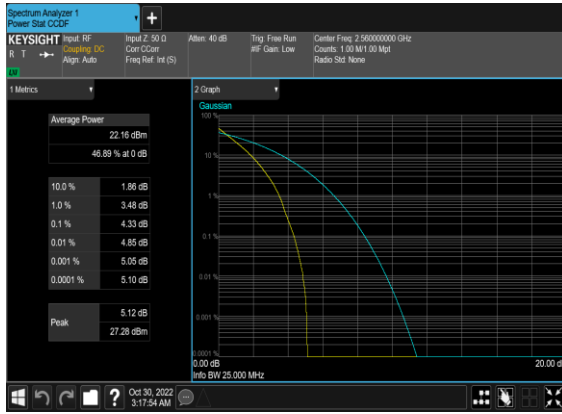 Spectrum Analyzer 1
Power Stat CCDF
+
KEYSIGHT
R T
LXI
Input: RF
Coupling: DC
Align: Auto
Input Z: 50 Ω
Corr CCorr
Freq Ref: Int (S)
Atten: 40 dB
Trig: Free Run
#IF Gain: Low
Center Freq: 2.560000000 GHz
Counts: 1.00 M/1.00 Mpt
Radio Std: None
1 Metrics
Average Power
22.16 dBm
46.89 % at 0 dB
10.0 % 1.86 dB
1.0 % 3.48 dB
0.1 % 4.33 dB
0.01 % 4.85 dB
0.001 % 5.05 dB
0.0001 % 5.10 dB
Peak 5.12 dB
27.28 dBm
2 Graph
Gaussian
100 %
10 %
1 %
0.1 %
0.01 %
0.001 %
0.0001 %
0.00 dB
20.00 d
Info BW 25.000 MHz
?
Oct 30, 2022
3:17:54 AM